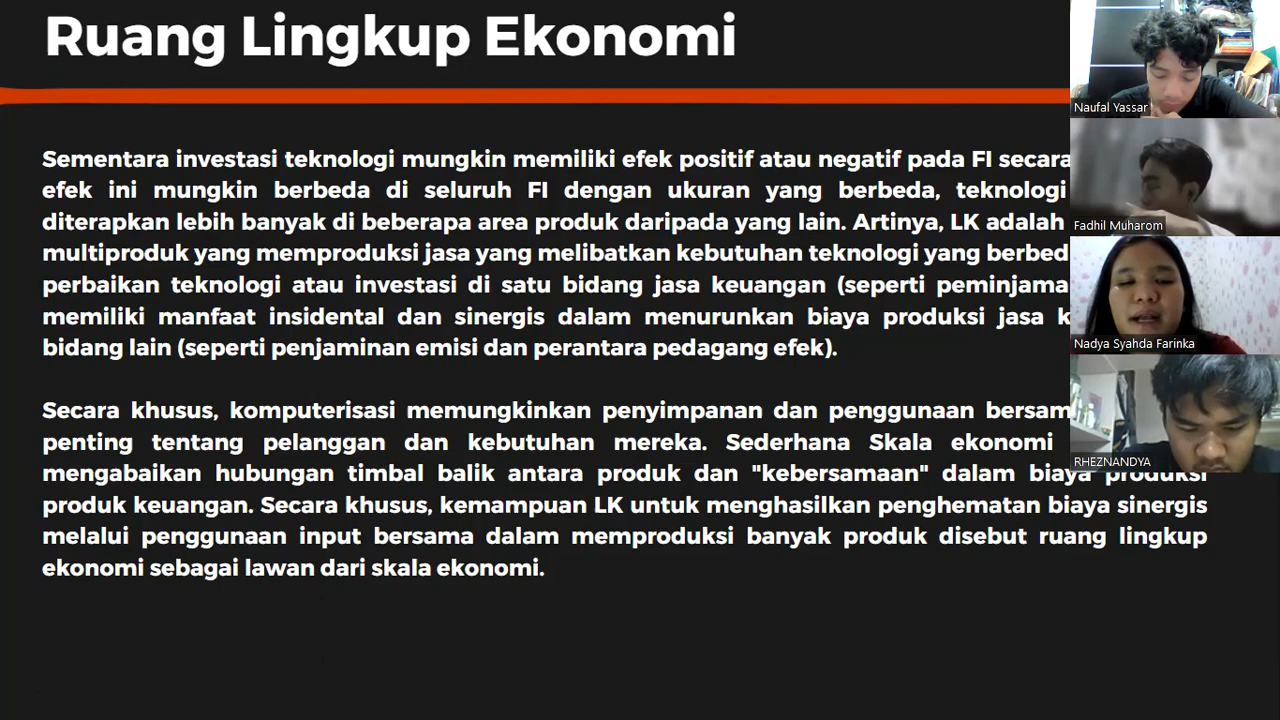 Ruang Lingkup Ekonomi
Sementara investasi teknologi mungkin memiliki efek positif atau negatif pada FI secara
efek ini mungkin berbeda di seluruh FI dengan ukuran yang berbeda, teknologi
diterapkan lebih banyak di beberapa area produk daripada yang lain. Artinya, LK adalah
multiproduk yang memproduksi jasa yang melibatkan kebutuhan teknologi yang
perbaikan teknologi atau investasi di satu bidang jasa keuangan (seperti
memiliki manfaat insidental dan sinergis dalam menurunkan biaya produksi jasa
bidang lain (seperti penjaminan emisi dan perantara pedagang efek).
Secara khusus, komputerisasi memungkinkan penyimpanan dan penggunaan
penting tentang pelanggan dan kebutuhan mereka. Sederhana Skala ekonomi
mengabaikan hubungan timbal balik antara produk dan "kebersamaan" dalam biaya produksi
produk keuangan. Secara khusus, kemampuan LK untuk menghasilkan penghematan biaya sinergis
melalui penggunaan input bersama dalam memproduksi banyak produk disebut ruang lingkup
ekonomi sebagai lawan dari skala ekonomi.
Naufal Yassar
Fadhil Muharom
Nadya Syahda Farinka
RHEZNANDYA